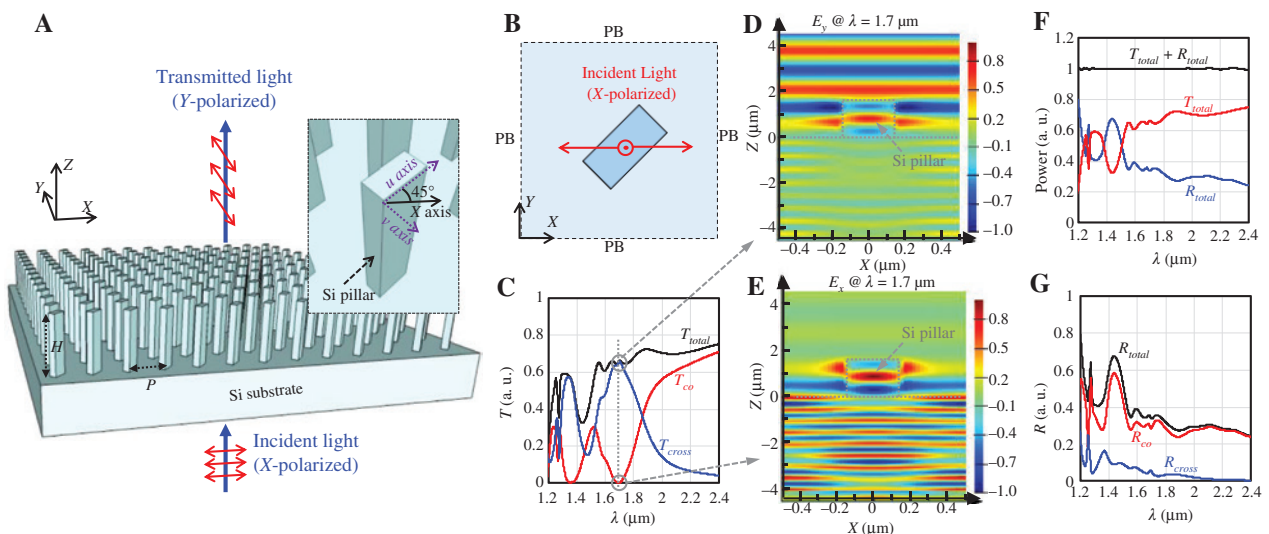 A
Transmitted light
(Y-polarized)
Z
Y
X
u axis
45°
X axis
v axis
Si pillar
H
P
Si substrate
Incident light
(X-polarized)
B
PB
Incident Light
(X-polarized)
PB
PB
Y
X
PB
C
1
0.8
0.6
0.4
0.2
0
T (a. u.)
T_total
T_co
T_cross
1.2 1.4 1.6 1.8 2 2.2 2.4
λ (μm)
D
E_y @ λ = 1.7 μm
4
2
0
−2
−4
Z (μm)
Si pillar
−0.4 −0.2 0 0.2 0.4
X (μm)
0.8
0.4
0.1
−0.1
−0.4
−0.7
−1.0
E
E_x @ λ = 1.7 μm
4
2
0
−2
−4
Z (μm)
Si pillar
−0.4 −0.2 0 0.2 0.4
X (μm)
0.8
0.4
0.1
−0.1
−0.4
−0.7
−1.0
F
1.2
1
0.8
0.6
0.4
0.2
0
Power (a. u.)
T_total + R_total
T_total
R_total
1.2 1.4 1.6 1.8 2 2.2 2.4
λ (μm)
G
1
0.8
0.6
0.4
0.2
0
R (a. u.)
R_total
R_co
R_cross
1.2 1.4 1.6 1.8 2 2.2 2.4
λ (μm)